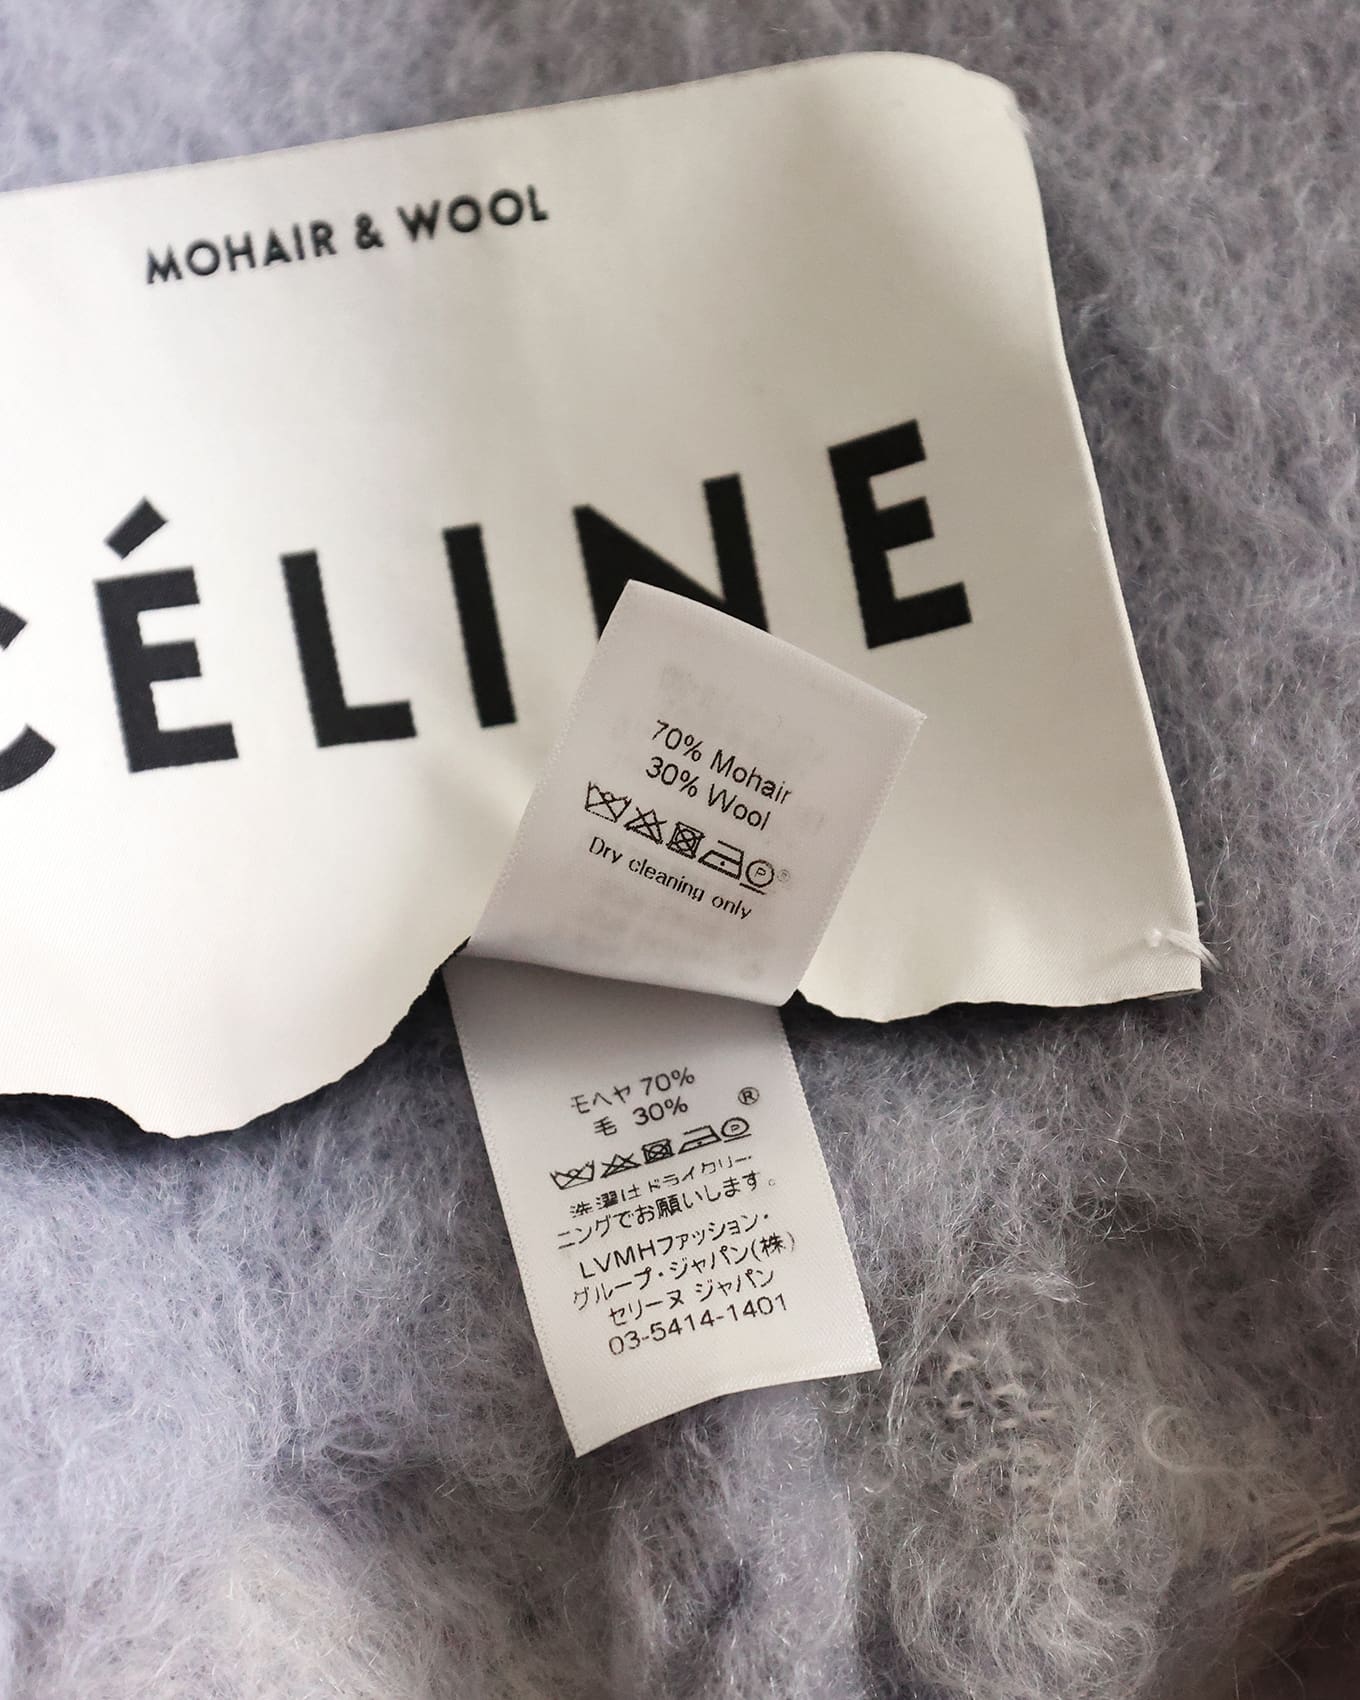 MOHAIR & WOOL
CÉLINE
70% Mohair
30% Wool
P®
Dry cleaning only
モヘヤ 70%
毛 30%
®
P
洗濯はドライクリー
ニングでお願いします。
LVMHファッション・
グループ・ジャパン(株)
セリーヌ ジャパン
03-5414-1401